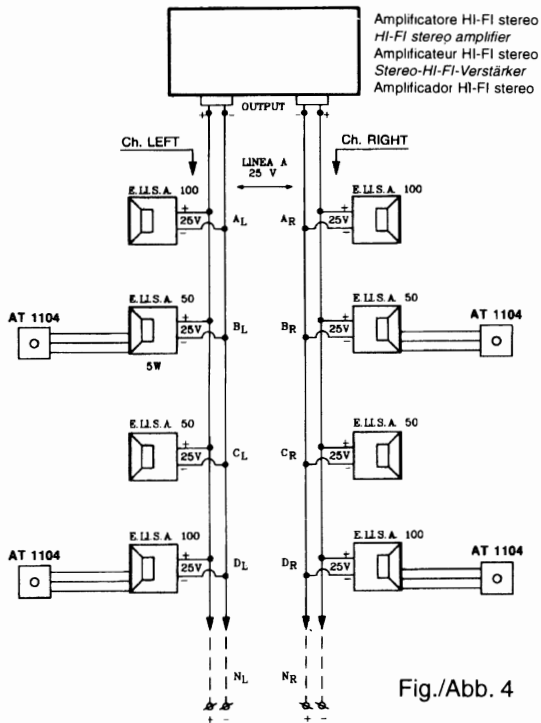 Amplificatore HI-FI stereo
HI-FI stereo amplifier
Amplificateur HI-FI stereo
Stereo-HI-FI-Verstärker
Amplificador HI-FI stereo
+ - OUTPUT - +
Ch. LEFT
Ch. RIGHT
LINEA A
25 V
E.LI.S.A. 100
+
25V
-
AL
AR
E.LI.S.A. 100
+
25V
-
AT 1104
E.LI.S.A. 50
+
25V
-
5W
BL
BR
E.LI.S.A. 50
+
25V
-
AT 1104
E.LI.S.A. 50
+
25V
-
CL
CR
E.LI.S.A. 50
+
25V
-
AT 1104
E.LI.S.A. 100
+
25V
-
DL
DR
E.LI.S.A. 100
+
25V
-
AT 1104
NL
NR
+ - - +
Fig./Abb. 4